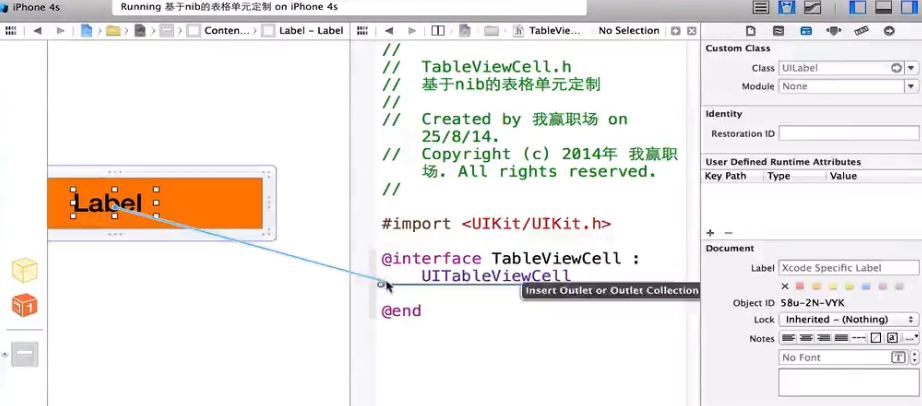 iPhone 4s
Running 基于nib的表格单元定制 on iPhone 4s
Conten...
Label – Label
TableVie...
No Selection
//
// TableViewCell.h
// 基于nib的表格单元定制
//
// Created by 我赢职场 on
25/8/14.
// Copyright (c) 2014年 我赢职
场. All rights reserved.
//
#import <UIKit/UIKit.h>
@interface TableViewCell :
UITableViewCell
@end
Label
Insert Outlet or Outlet Collection
Custom Class
Class UILabel
Module None
Identity
Restoration ID
User Defined Runtime Attributes
Key Path Type Value
+ −
Document
Label Xcode Specific Label
Object ID 58u-2N-VYK
Lock Inherited – (Nothing)
Notes
No Font